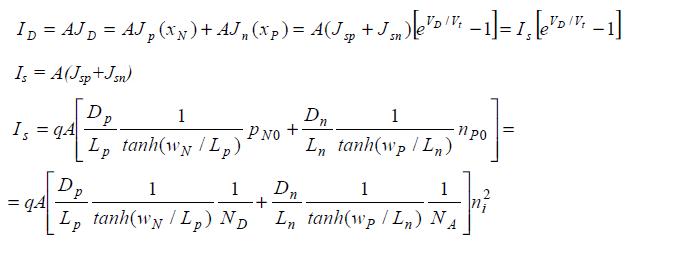 I_D = AJ_D = AJ_p(x_N) + AJ_n(x_P) = A(J_sp + J_sn)[e^{V_D/V_t} − 1] = I_s[e^{V_D/V_t} − 1]
I_s = A(J_sp+J_sn)
I_s = qA[D_p/L_p 1/tanh(w_N / L_p) p_N0 + D_n/L_n 1/tanh(w_P / L_n) n_P0] =
= qA[D_p/L_p 1/tanh(w_N / L_p) 1/N_D + D_n/L_n 1/tanh(w_P / L_n) 1/N_A] n_i^2